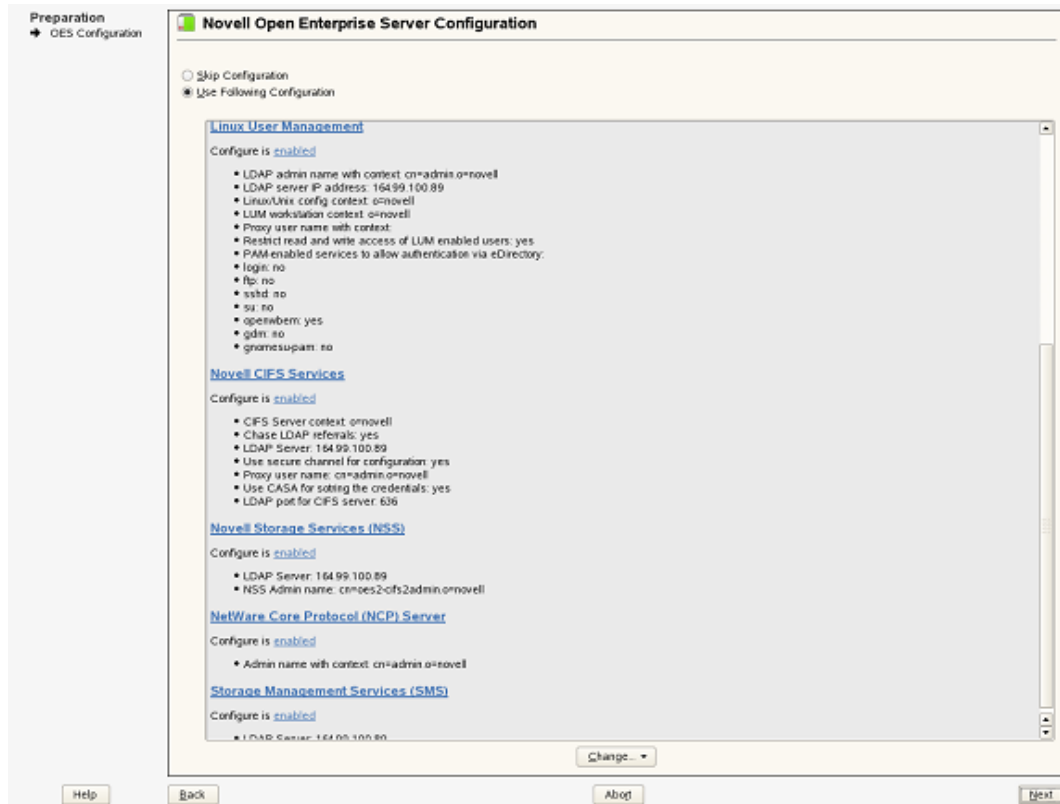 Preparation
OES Configuration
Novell Open Enterprise Server Configuration
Skip Configuration
Use Following Configuration
Linux User Management
Configure is enabled
LDAP admin name with context: cn=admin.o=novell
LDAP server IP address: 164.99.100.89
Linux/Unix config context: o=novell
LUM workstation context: o=novell
Proxy user name with context:
Restrict read and write access of LUM enabled users: yes
PAM-enabled services to allow authentication via eDirectory:
login: no
ftp: no
sshd: no
su: no
openwbem: yes
gdm: no
gnomesu-pam: no
Novell CIFS Services
Configure is enabled
CIFS Server context: o=novell
Chase LDAP referrals: yes
LDAP Server: 164.99.100.89
Use secure channel for configuration: yes
Proxy user name: cn=admin.o=novell
Use CASA for sotring the credentials: yes
LDAP port for CIFS server: 636
Novell Storage Services (NSS)
Configure is enabled
LDAP Server: 164.99.100.89
NSS Admin name: cn=oes2-cifs2admin.o=novell
NetWare Core Protocol (NCP) Server
Configure is enabled
Admin name with context: cn=admin.o=novell
Storage Management Services (SMS)
Configure is enabled
LDAP Server: 164.99.100.89
Change...
Help
Back
Abort
Next